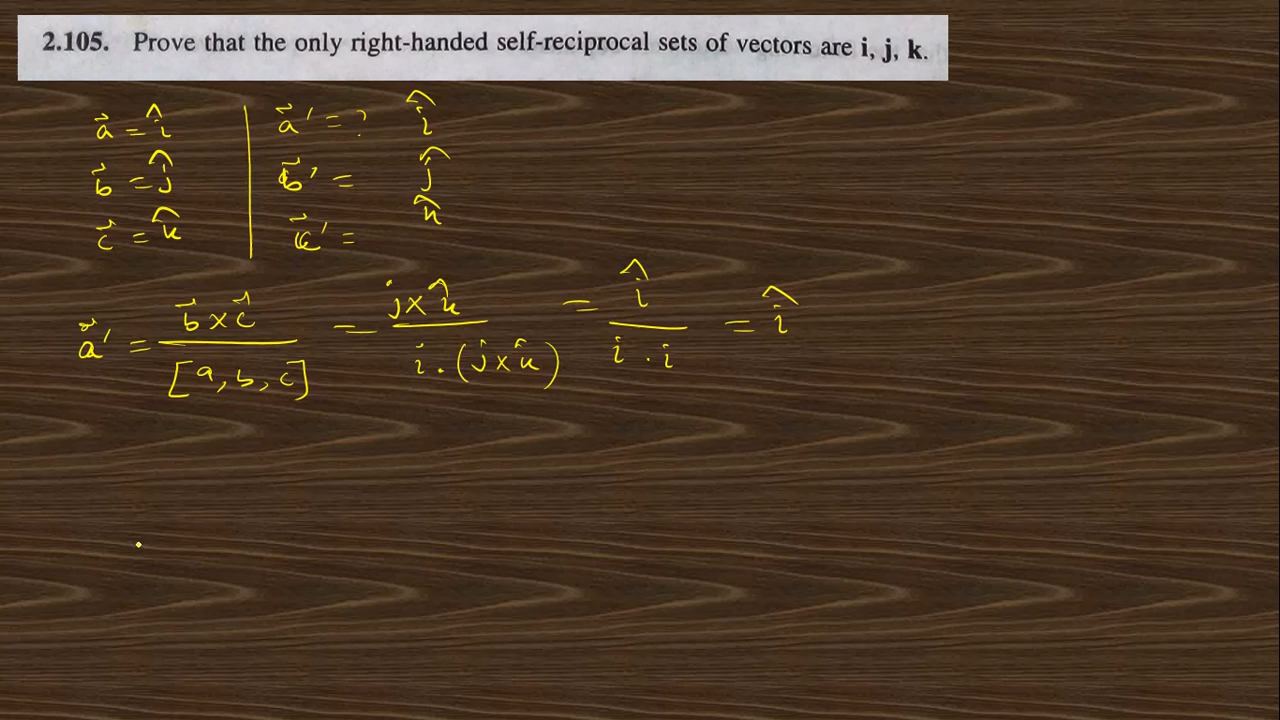 2.105. Prove that the only right-handed self-reciprocal sets of vectors are i, j, k.
a⃗ = î | a⃗' = ? î
b⃗ = ĵ | b⃗' = ĵ
c⃗ = k̂ | c⃗' = k̂
a⃗' = (b⃗ × c⃗) / [a, b, c] = (j × k̂) / (i · (j × k̂)) = î / (i · i) = î